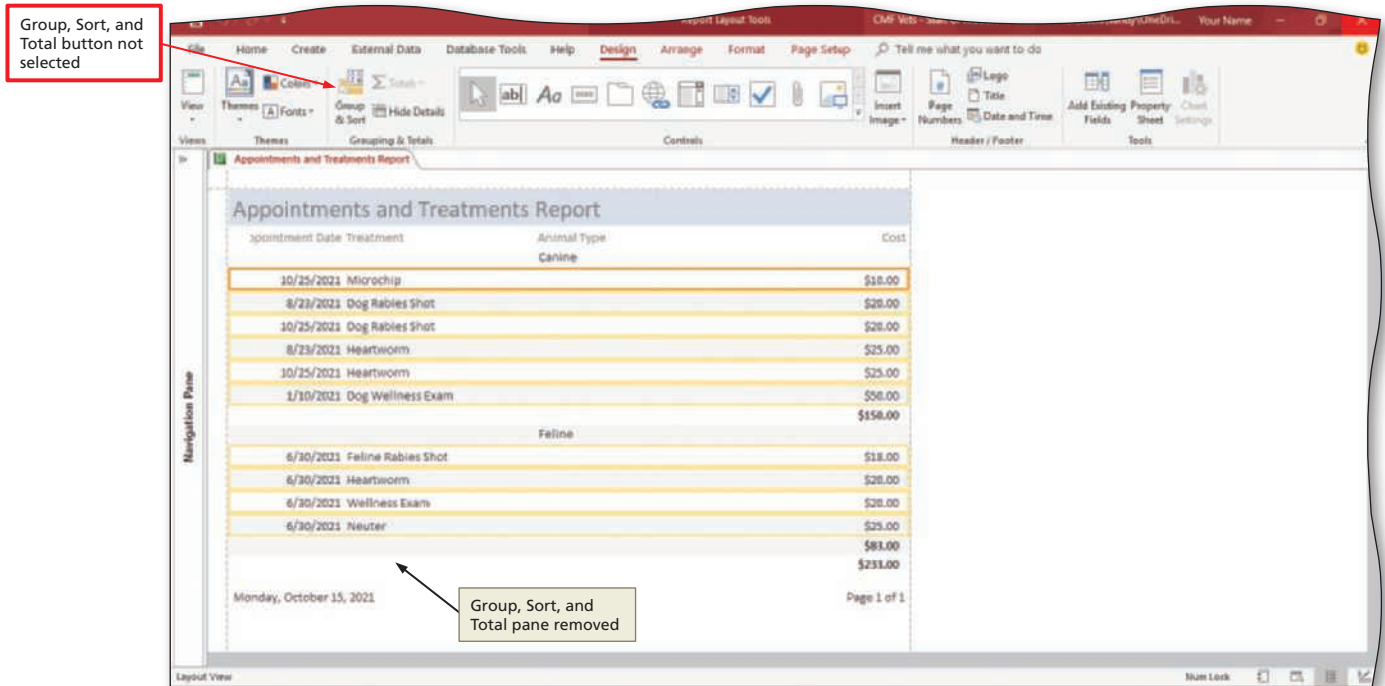 Group, Sort, and
Total button not
selected
Report Layout Tools
Your Name
File Home Create External Data Database Tools Help Design Arrange Format Page Setup Tell me what you want to do
View
Themes
Colors
Fonts
Group
& Sort
Totals
Hide Details
ab| Aa
Insert
Image
Page
Numbers
Logo
Title
Date and Time
Add Existing
Fields
Property
Sheet
Chart
Settings
Views Themes Grouping & Totals Controls Header / Footer Tools
Appointments and Treatments Report
Navigation Pane
Appointments and Treatments Report
ppointment Date Treatment Animal Type Cost
Canine
10/25/2021 Microchip $10.00
8/23/2021 Dog Rabies Shot $20.00
10/25/2021 Dog Rabies Shot $20.00
8/23/2021 Heartworm $25.00
10/25/2021 Heartworm $25.00
1/10/2021 Dog Wellness Exam $50.00
$150.00
Feline
6/30/2021 Feline Rabies Shot $18.00
6/30/2021 Heartworm $20.00
6/30/2021 Wellness Exam $20.00
6/30/2021 Neuter $25.00
$83.00
$233.00
Monday, October 15, 2021 Page 1 of 1
Group, Sort, and
Total pane removed
Layout View Num Lock